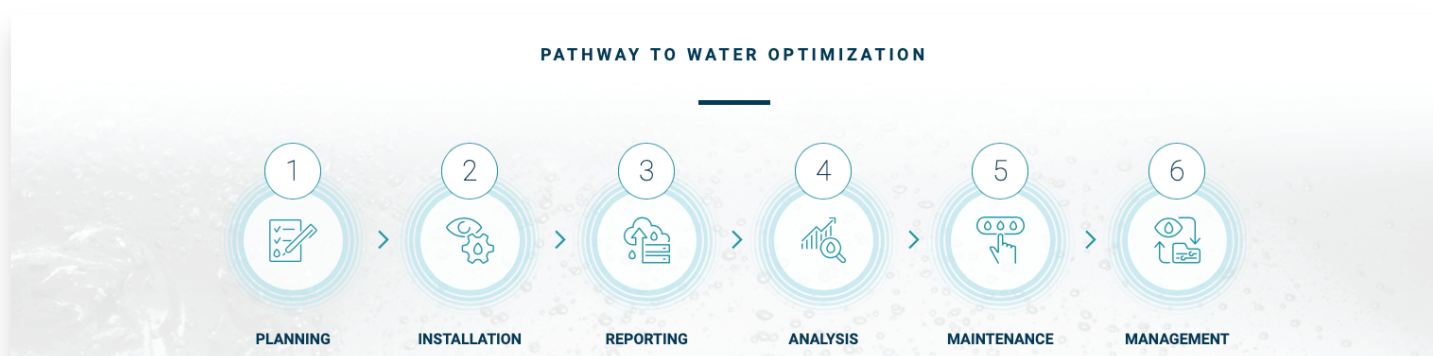 PATHWAY TO WATER OPTIMIZATION
1 2 3 4 5 6
PLANNING INSTALLATION REPORTING ANALYSIS MAINTENANCE MANAGEMENT